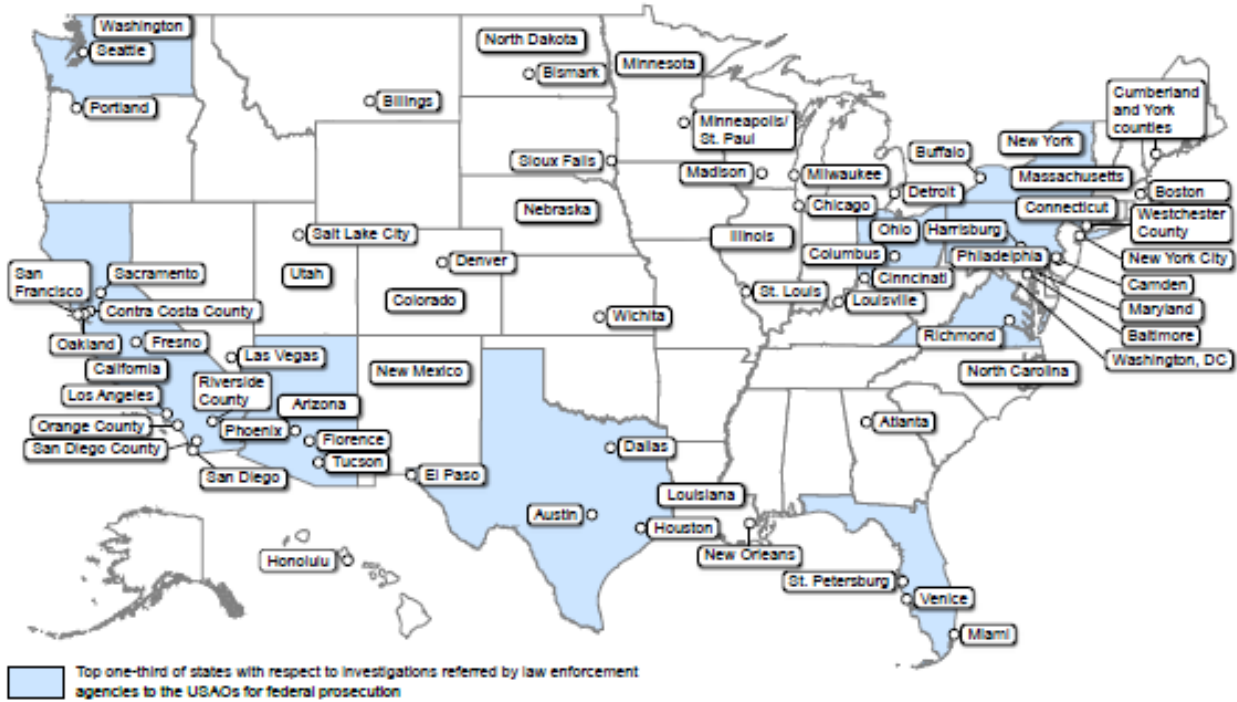 Washington
Seattle
Portland
Billings
North Dakota
Bismark
Minnesota
Minneapolis/
St. Paul
Sioux Falls
Madison
Milwaukee
Chicago
Detroit
Buffalo
New York
Cumberland
and York
counties
Massachusetts
Boston
Connecticut
Westchester
County
New York City
Nebraska
Illinois
Ohio
Harrisburg
Columbus
Philadelphia
Cinncinati
Camden
Maryland
Baltimore
Washington, DC
Louisville
St. Louis
Richmond
North Carolina
Salt Lake City
Utah
Denver
Colorado
Wichita
San
Francisco
Sacramento
Contra Costa County
Oakland
Fresno
California
Las Vegas
Los Angeles
Riverside
County
Orange County
San Diego County
San Diego
Arizona
Phoenix
Florence
Tucson
New Mexico
El Paso
Dallas
Austin
Houston
Louisiana
New Orleans
Atlanta
St. Petersburg
Venice
Miami
Honolulu
Top one-third of states with respect to investigations referred by law enforcement
agencies to the USAOs for federal prosecution